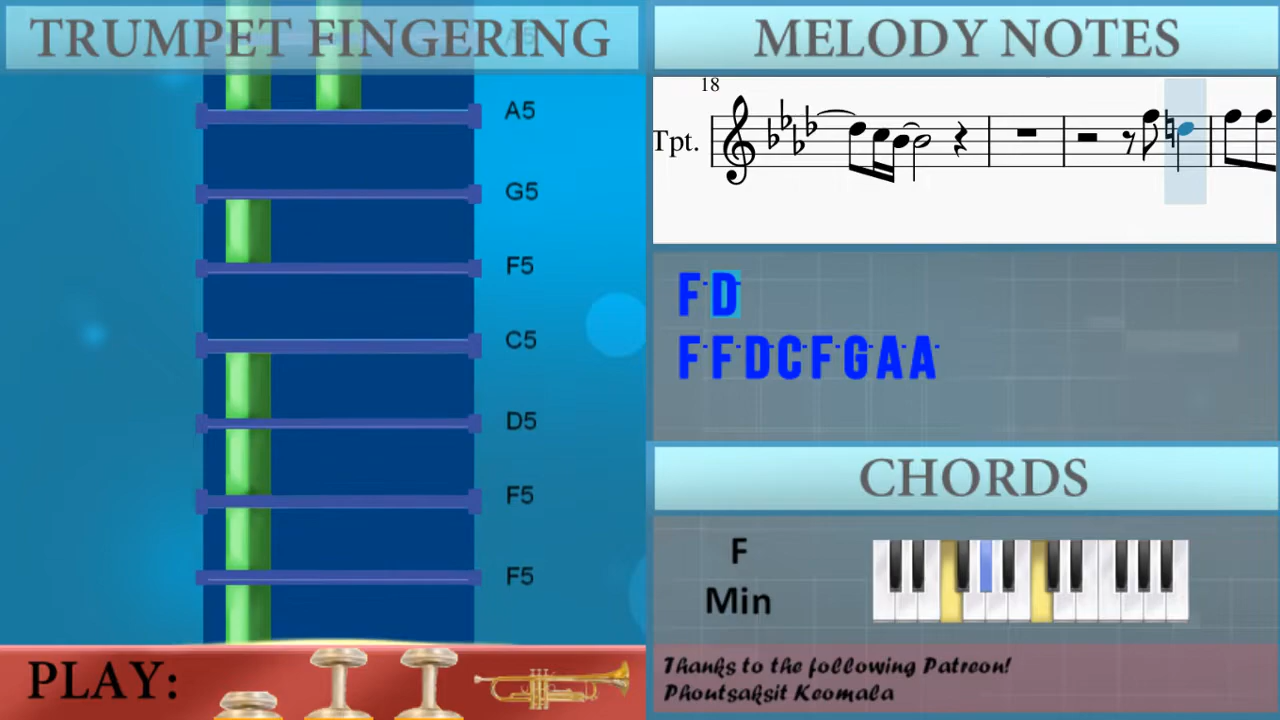 TRUMPET FINGERING
A5
A5
G5
F5
C5
D5
F5
F5
PLAY:
MELODY NOTES
18
Tpt.
F D
F F D C F G A A
CHORDS
F
Min
Thanks to the following Patreon!
Phoutsaksit Keomala